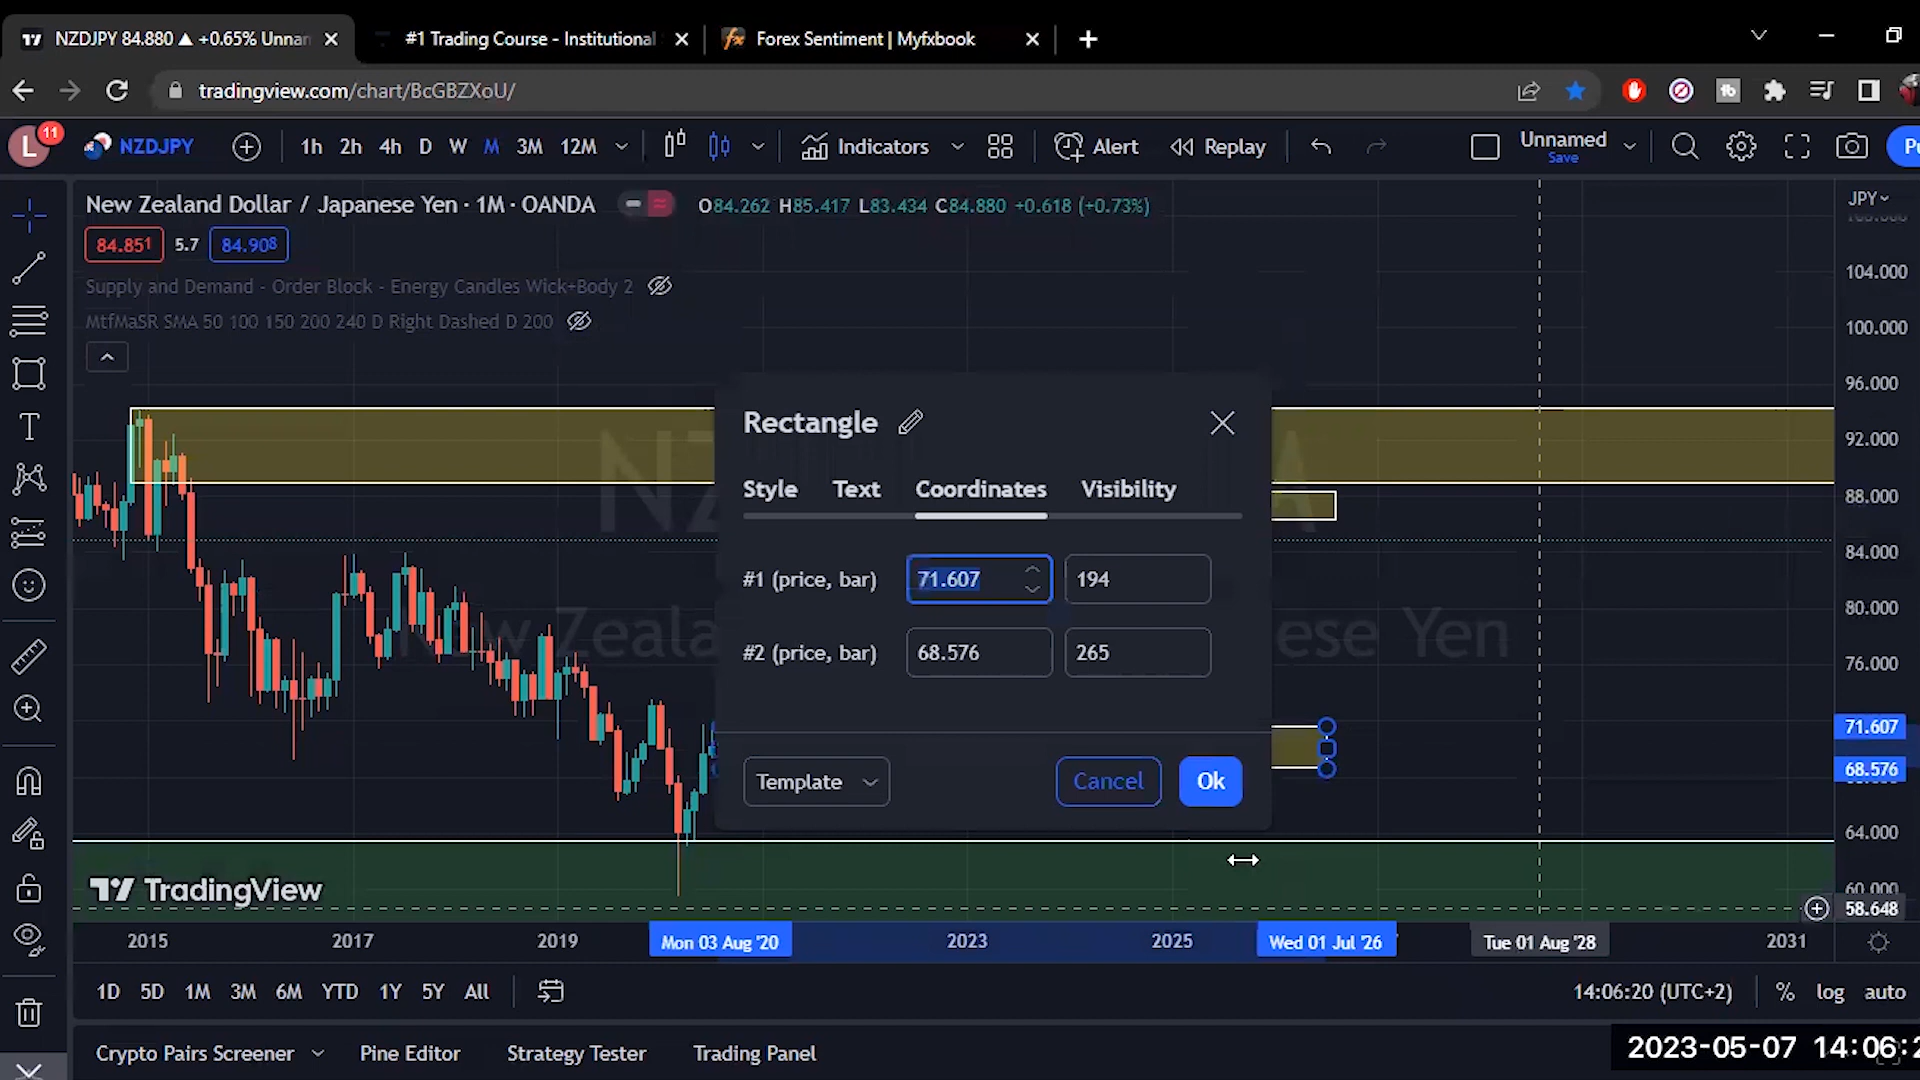 NZDJPY 84.880 ▲ +0.65% Unnan
#1 Trading Course - Institutional
Forex Sentiment | Myfxbook
tradingview.com/chart/BcGBZXoU/
L 11 NZDJPY 1h 2h 4h D W M 3M 12M Indicators Alert Replay Unnamed Save
New Zealand Dollar / Japanese Yen · 1M · OANDA
O84.262 H85.417 L83.434 C84.880 +0.618 (+0.73%)
JPY
84.851 5.7 84.908
Supply and Demand - Order Block - Energy Candles Wick+Body 2
MtfMaSR SMA 50 100 150 200 240 D Right Dashed D 200
104.000
100.000
96.000
92.000
88.000
84.000
80.000
76.000
71.607
68.576
64.000
60.000
58.648
Rectangle
Style Text Coordinates Visibility
#1 (price, bar) 71.607 194
#2 (price, bar) 68.576 265
Template Cancel Ok
TradingView
2015 2017 2019 Mon 03 Aug '20 2023 2025 Wed 01 Jul '26 Tue 01 Aug '28 2031
1D 5D 1M 3M 6M YTD 1Y 5Y All
14:06:20 (UTC+2) % log auto
Crypto Pairs Screener Pine Editor Strategy Tester Trading Panel
2023-05-07 14:06:2